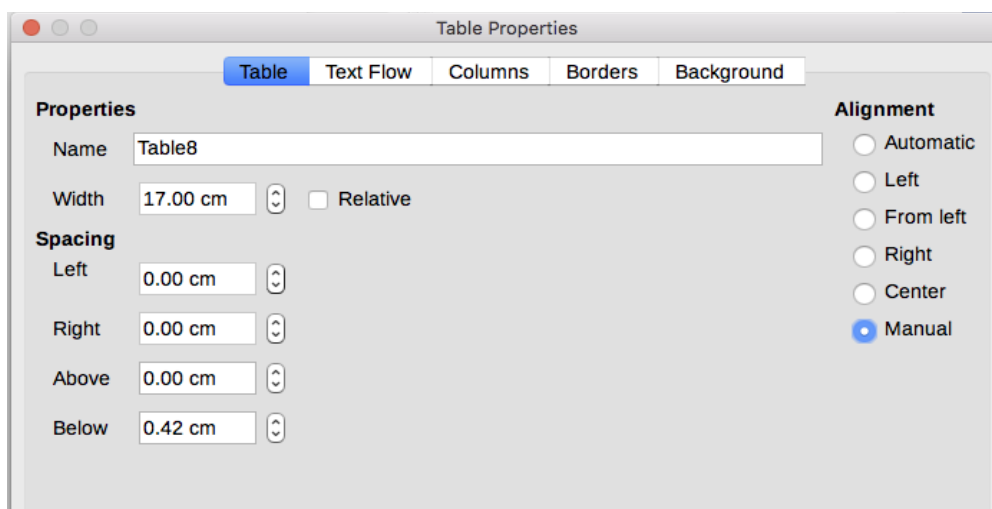 Table Properties
Table Text Flow Columns Borders Background
Properties
Name Table8
Width 17.00 cm Relative
Spacing
Left 0.00 cm
Right 0.00 cm
Above 0.00 cm
Below 0.42 cm
Alignment
Automatic
Left
From left
Right
Center
Manual